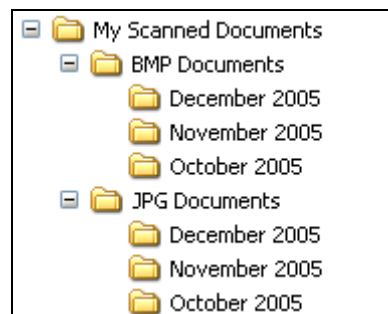 My Scanned Documents
BMP Documents
December 2005
November 2005
October 2005
JPG Documents
December 2005
November 2005
October 2005